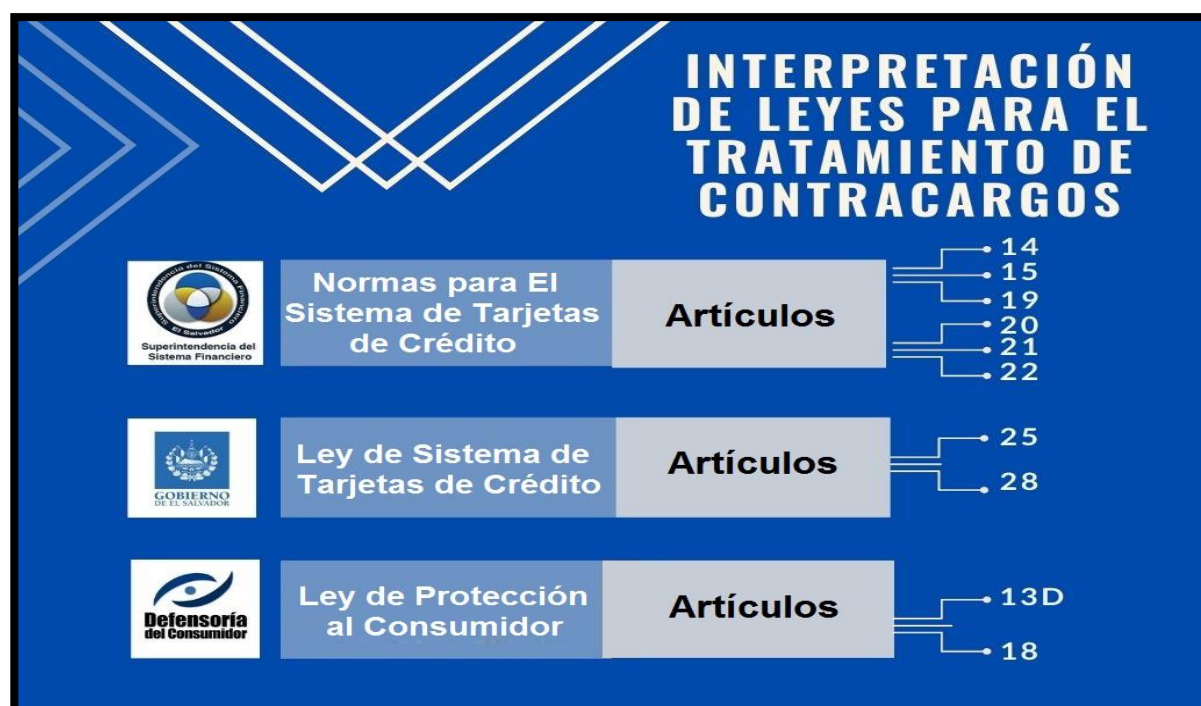 INTERPRETACIÓN
DE LEYES PARA EL
TRATAMIENTO DE
CONTRACARGOS
Superintendencia del Sistema Financiero
El Salvador
Superintendencia del
Sistema Financiero
Normas para El
Sistema de Tarjetas
de Crédito
Artículos
14
15
19
20
21
22
GOBIERNO
DE EL SALVADOR
Ley de Sistema de
Tarjetas de Crédito
Artículos
25
28
Defensoría
del Consumidor
Ley de Protección
al Consumidor
Artículos
13D
18